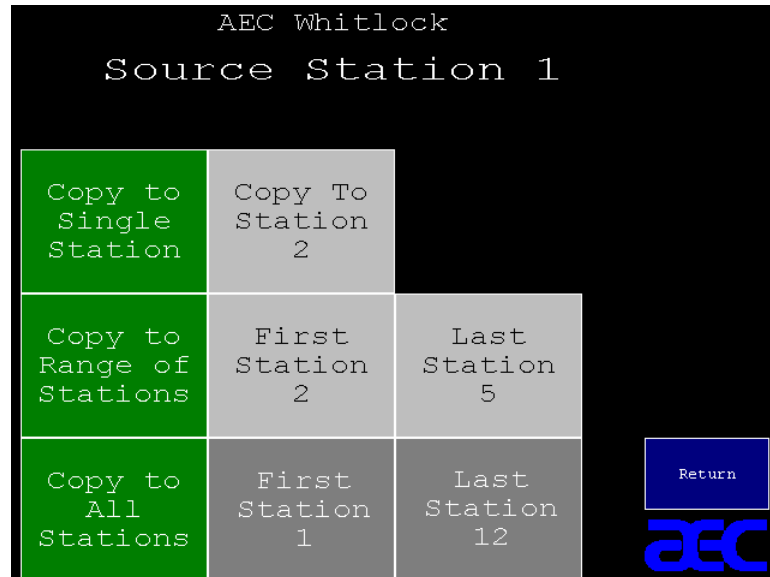 AEC Whitlock
Source Station 1
Copy to
Single
Station
Copy To
Station
2
Copy to
Range of
Stations
First
Station
2
Last
Station
5
Copy to
All
Stations
First
Station
1
Last
Station
12
Return
aec